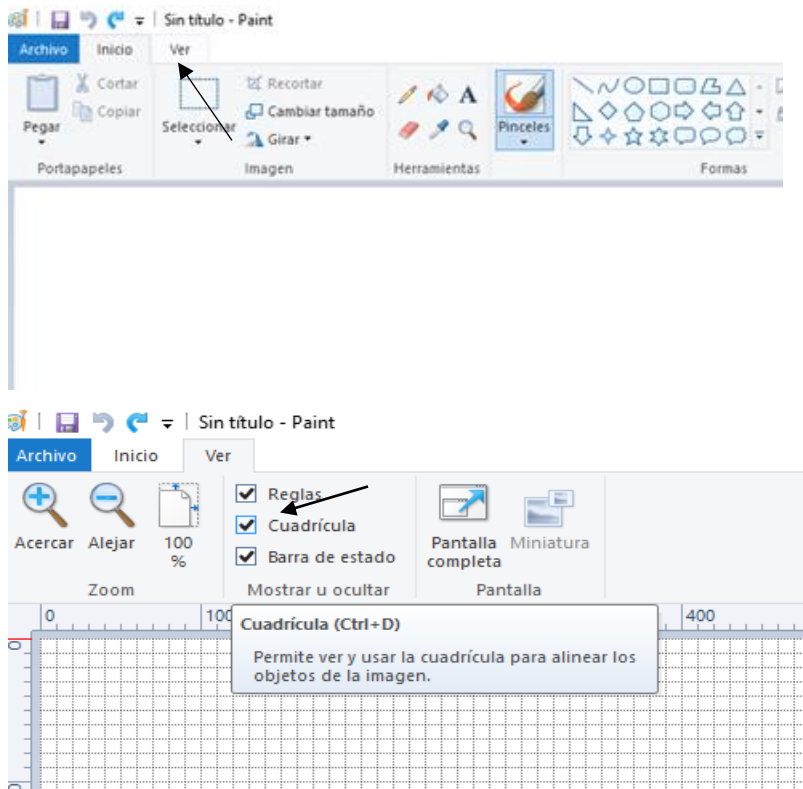 Sin título - Paint
Archivo Inicio Ver
Cortar Recortar
Copiar Cambiar tamaño A
Pegar Seleccionar Girar Pinceles
Portapapeles Imagen Herramientas Formas
Sin título - Paint
Archivo Inicio Ver
Reglas
Cuadrícula
Acercar Alejar 100 Pantalla Miniatura
% Barra de estado completa
Zoom Mostrar u ocultar Pantalla
0 100 400
Cuadrícula (Ctrl+D)
0
Permite ver y usar la cuadrícula para alinear los
objetos de la imagen.